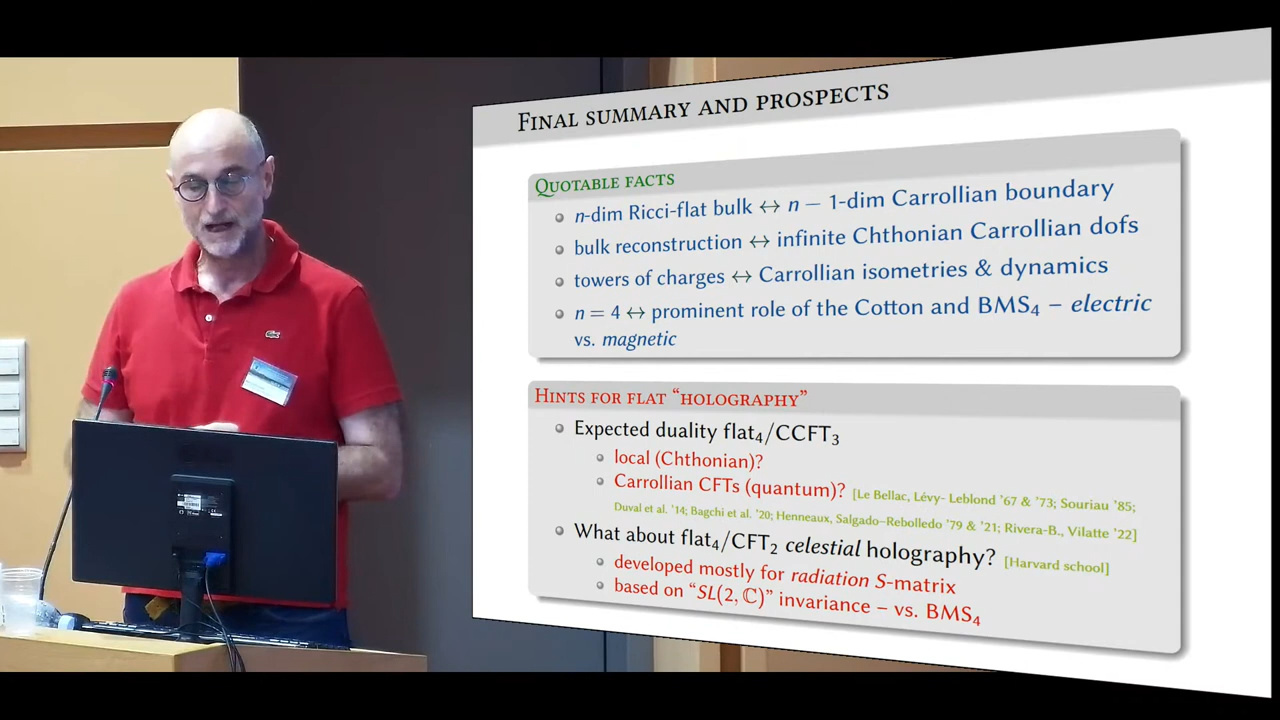 FINAL SUMMARY AND PROSPECTS
QUOTABLE FACTS
n-dim Ricci-flat bulk ↔ n − 1-dim Carrollian boundary
bulk reconstruction ↔ infinite Chthonian Carrollian dofs
towers of charges ↔ Carrollian isometries & dynamics
n = 4 ↔ prominent role of the Cotton and BMS₄ – electric
vs. magnetic
HINTS FOR FLAT “HOLOGRAPHY”
Expected duality flat₄/CCFT₃
local (Chthonian)?
Carrollian CFTs (quantum)? [Le Bellac, Lévy- Leblond ’67 & ’73; Souriau ’85;
Duval et al. ’14; Bagchi et al. ’20; Henneaux, Salgado–Rebolledo ’79 & ’21; Rivera-B., Vilatte ’22]
What about flat₄/CFT₂ celestial holography? [Harvard school]
developed mostly for radiation S-matrix
based on “SL(2, ℂ)” invariance – vs. BMS₄